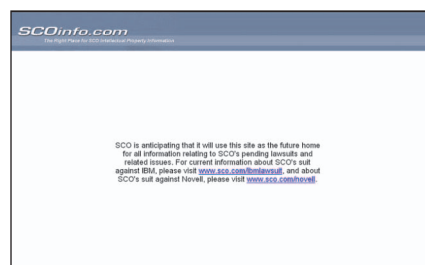 SCOinfo.com
The Right Place for SCO Intellectual Property Information
SCO is anticipating that it will use this site as the future home
for all information relating to SCO's pending lawsuits and
related issues. For current information about SCO's suit
against IBM, please visit www.sco.com/ibmlawsuit, and about
SCO's suit against Novell, please visit www.sco.com/novell.